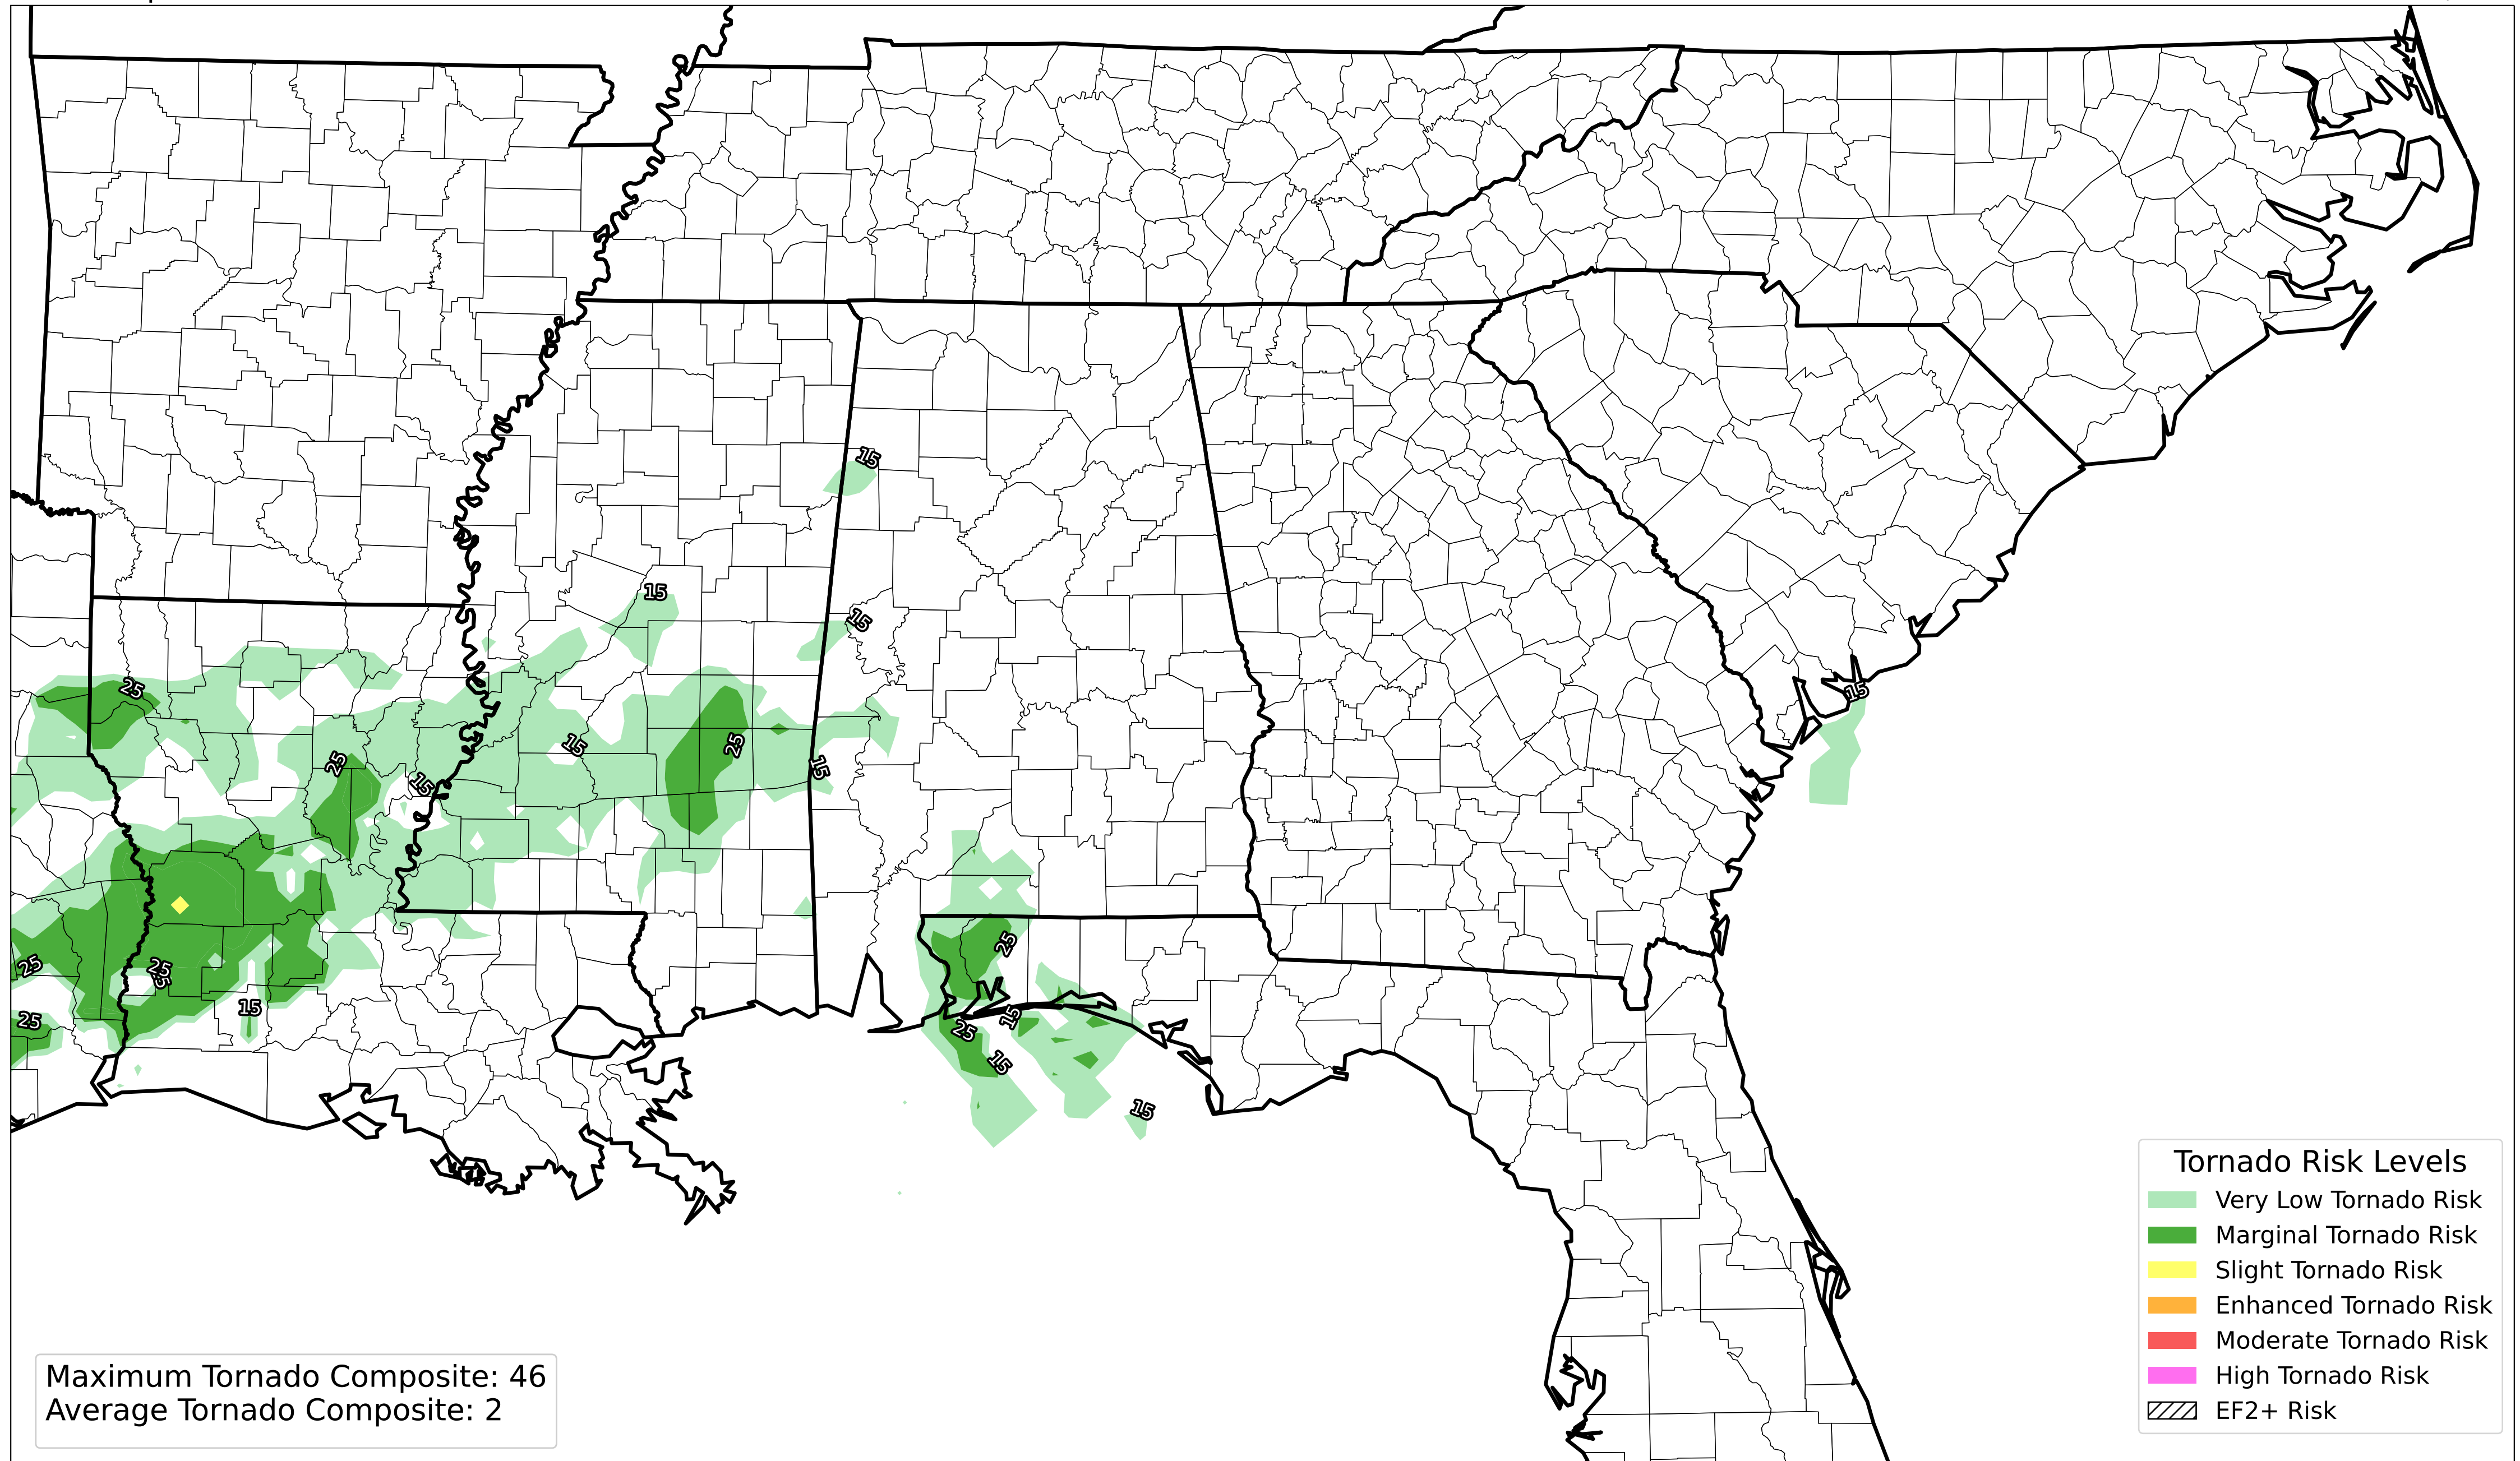 15
15
15
25
15
25
25
15
15
15
25
25
25
15
25
15
15
25
15
15
Tornado Risk Levels
Very Low Tornado Risk
Marginal Tornado Risk
Slight Tornado Risk
Enhanced Tornado Risk
Moderate Tornado Risk
High Tornado Risk
EF2+ Risk
Maximum Tornado Composite: 46
Average Tornado Composite: 2